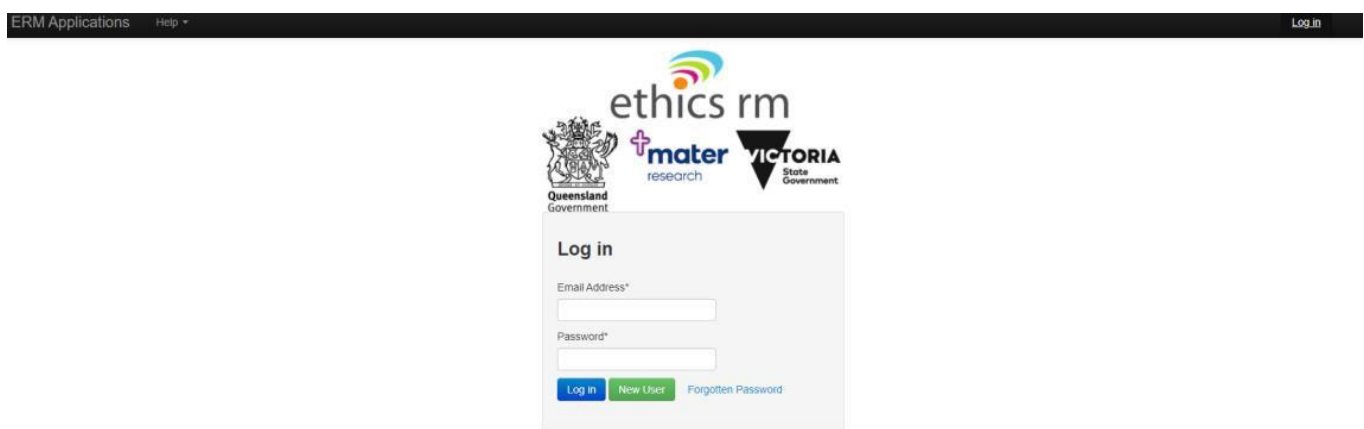 ERM Applications Help Log in
ethics rm
mater
research
VICTORIA
State
Government
Queensland
Government
Log in
Email Address*
Password*
Log in New User Forgotten Password